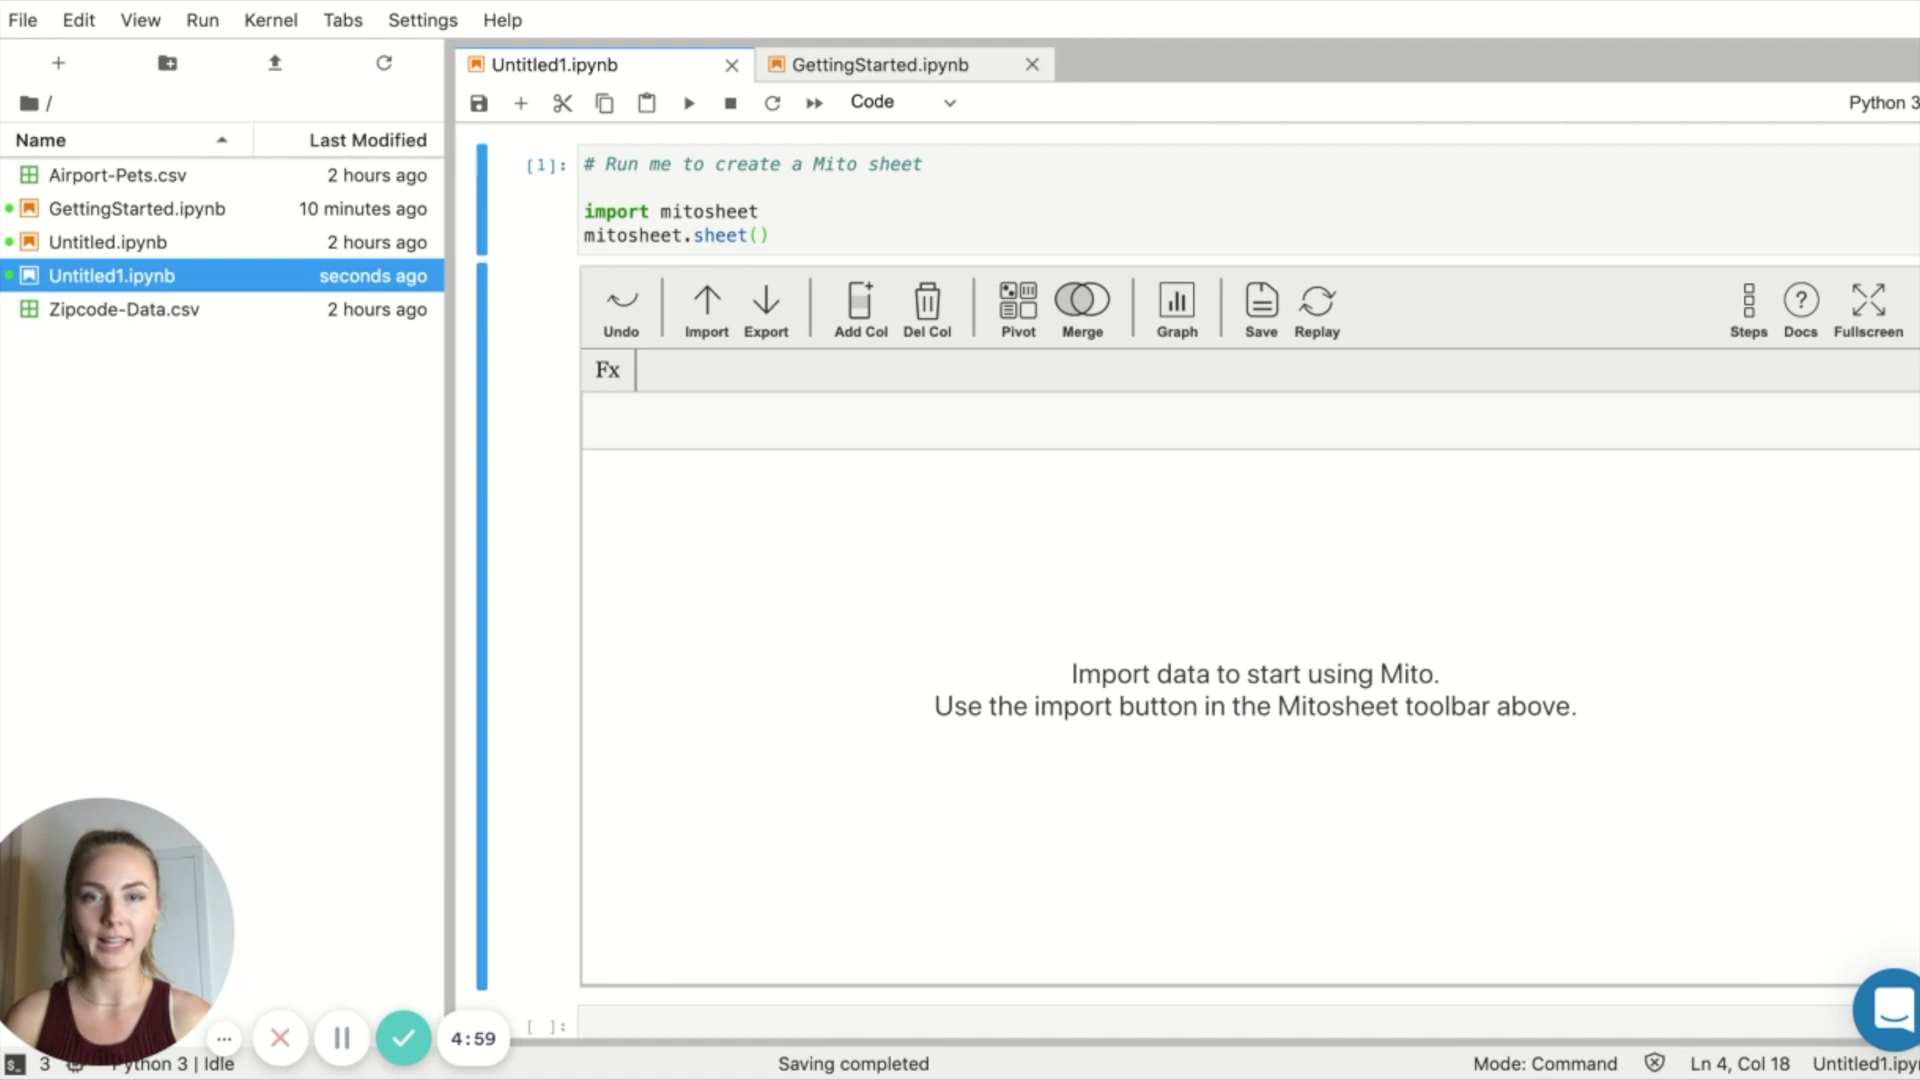 File Edit View Run Kernel Tabs Settings Help
Untitled1.ipynb GettingStarted.ipynb
/
Code Python 3
Name Last Modified
Airport-Pets.csv 2 hours ago
GettingStarted.ipynb 10 minutes ago
Untitled.ipynb 2 hours ago
Untitled1.ipynb seconds ago
Zipcode-Data.csv 2 hours ago
[1]: # Run me to create a Mito sheet
import mitosheet
mitosheet.sheet()
Undo Import Export Add Col Del Col Pivot Merge Graph Save Replay Steps Docs Fullscreen
Fx
Import data to start using Mito.
Use the import button in the Mitosheet toolbar above.
[ ]:
4:59
3 Python 3 | Idle Saving completed Mode: Command Ln 4, Col 18 Untitled1.ipy